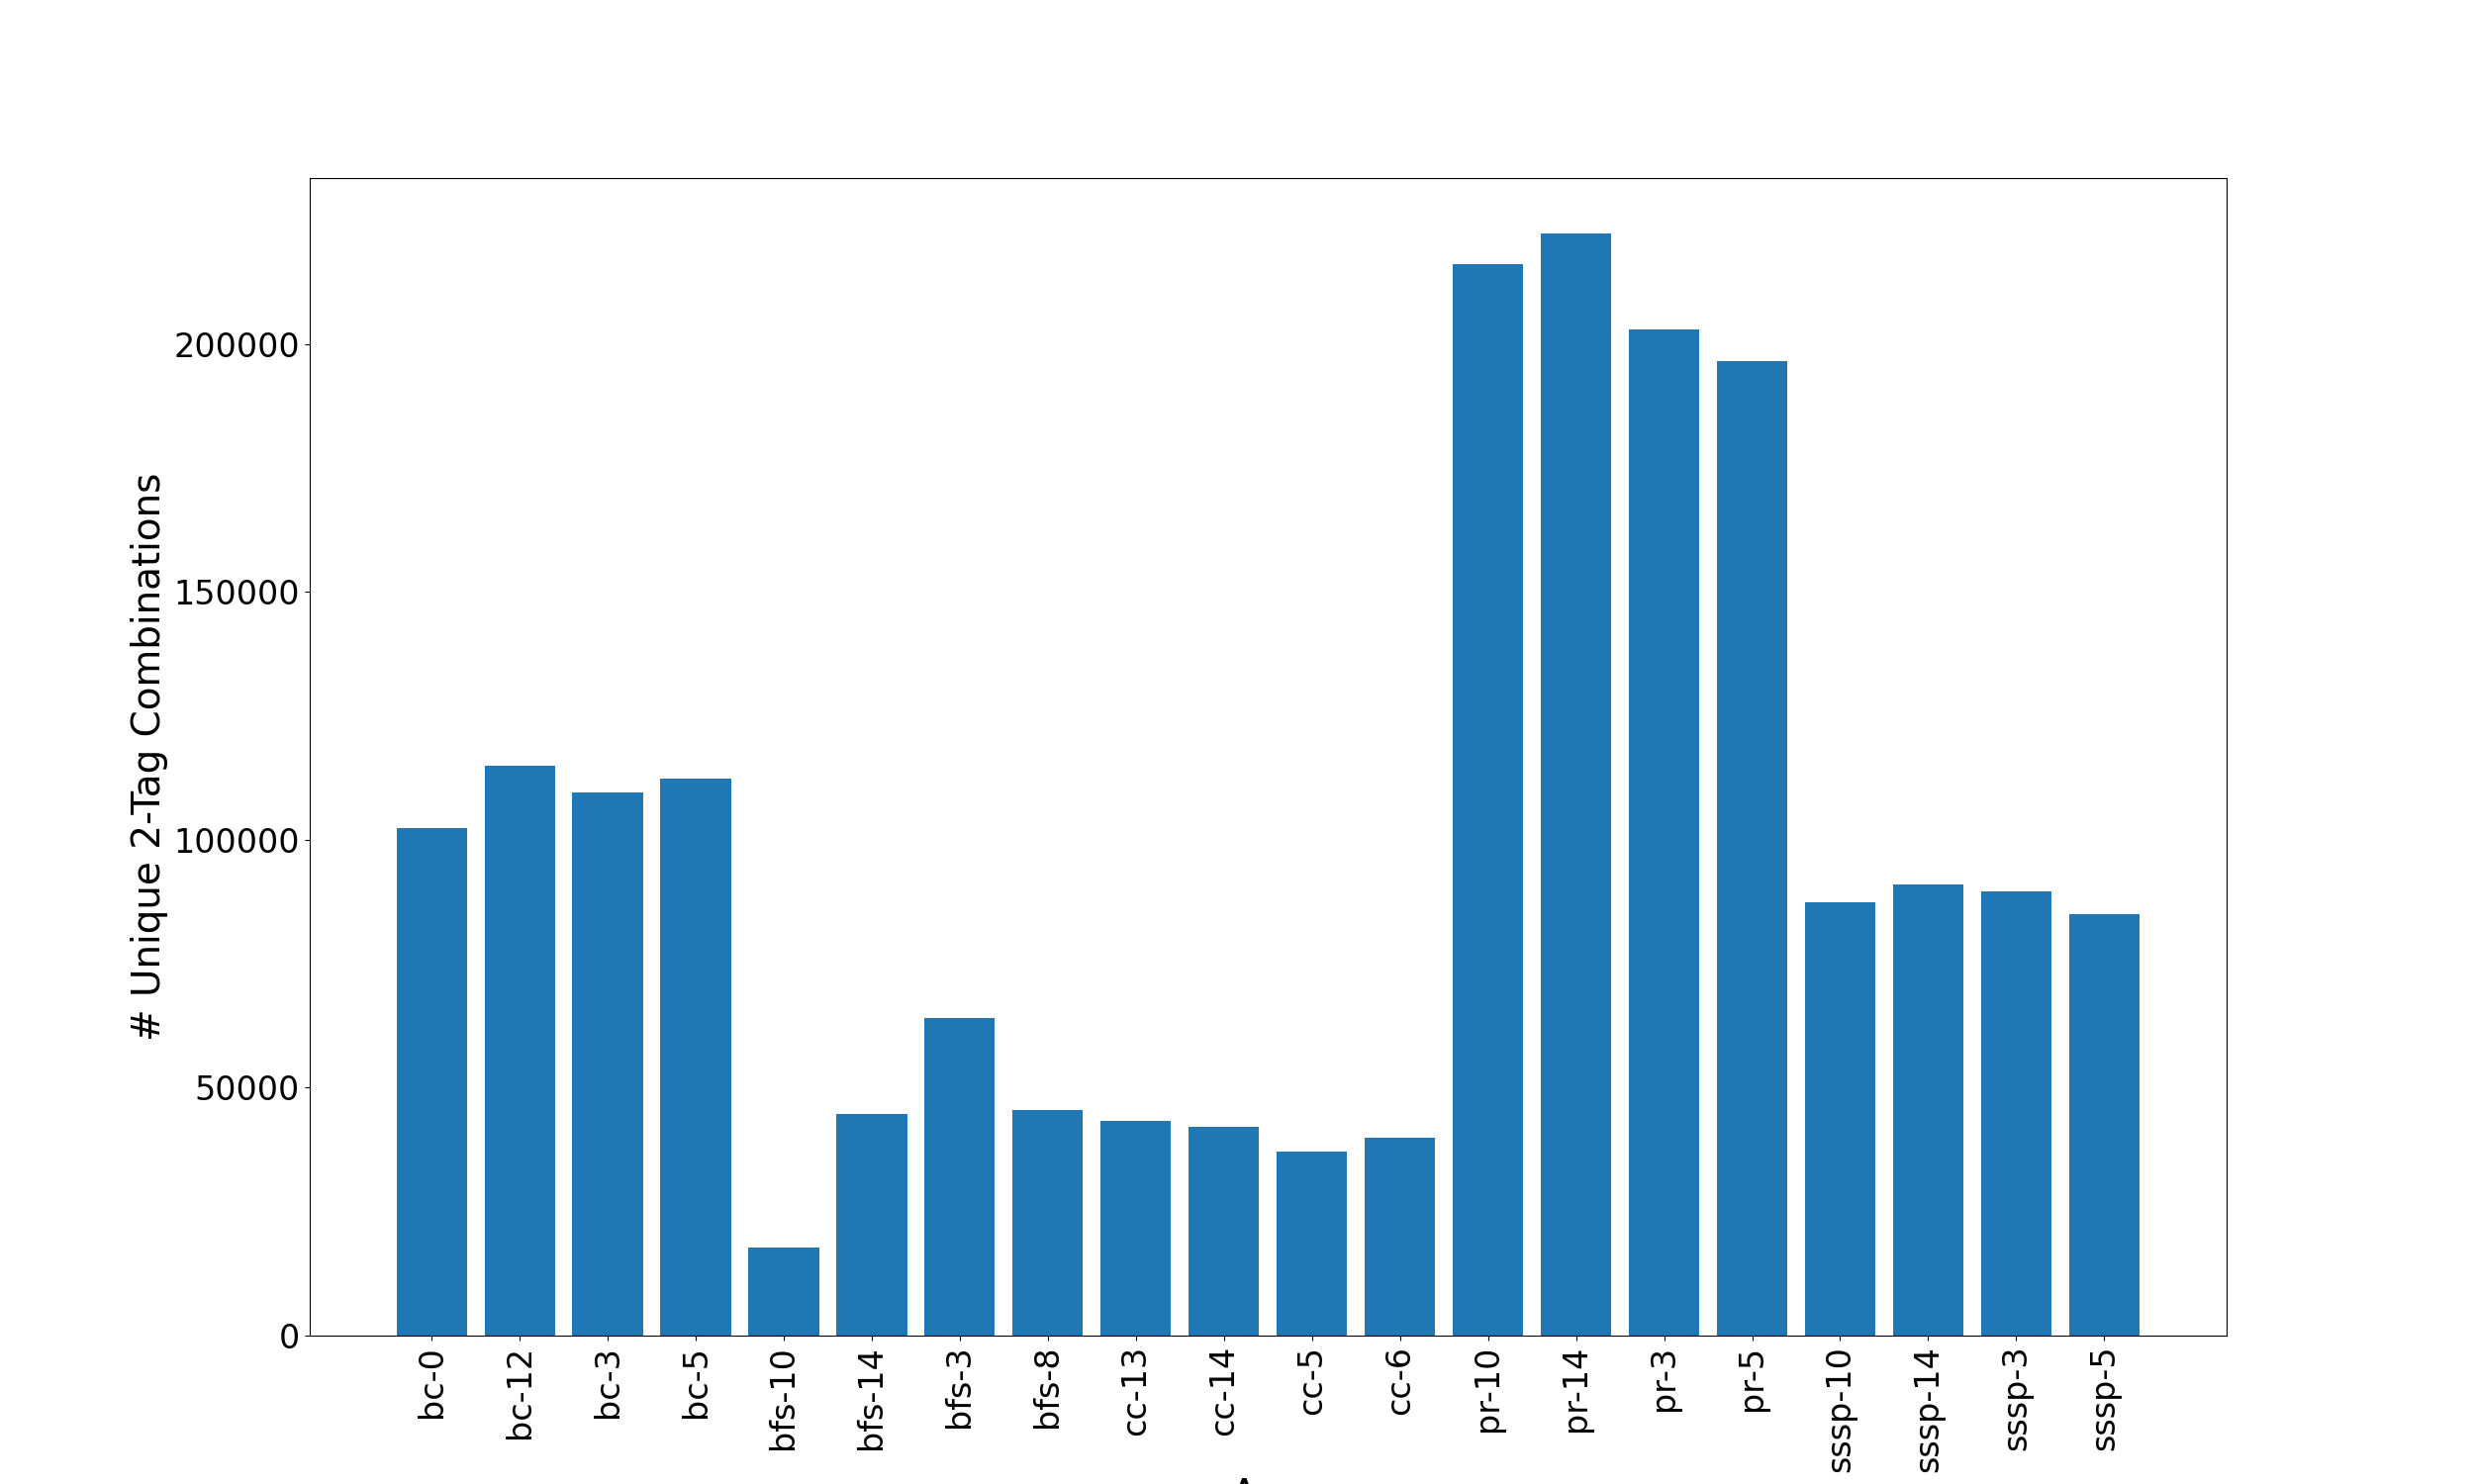 # Unique 2-Tag Combinations
200000
150000
100000
50000
0
bc-0
bc-12
bc-3
bc-5
bfs-10
bfs-14
bfs-3
bfs-8
cc-13
cc-14
cc-5
cc-6
pr-10
pr-14
pr-3
pr-5
sssp-10
sssp-14
sssp-3
sssp-5